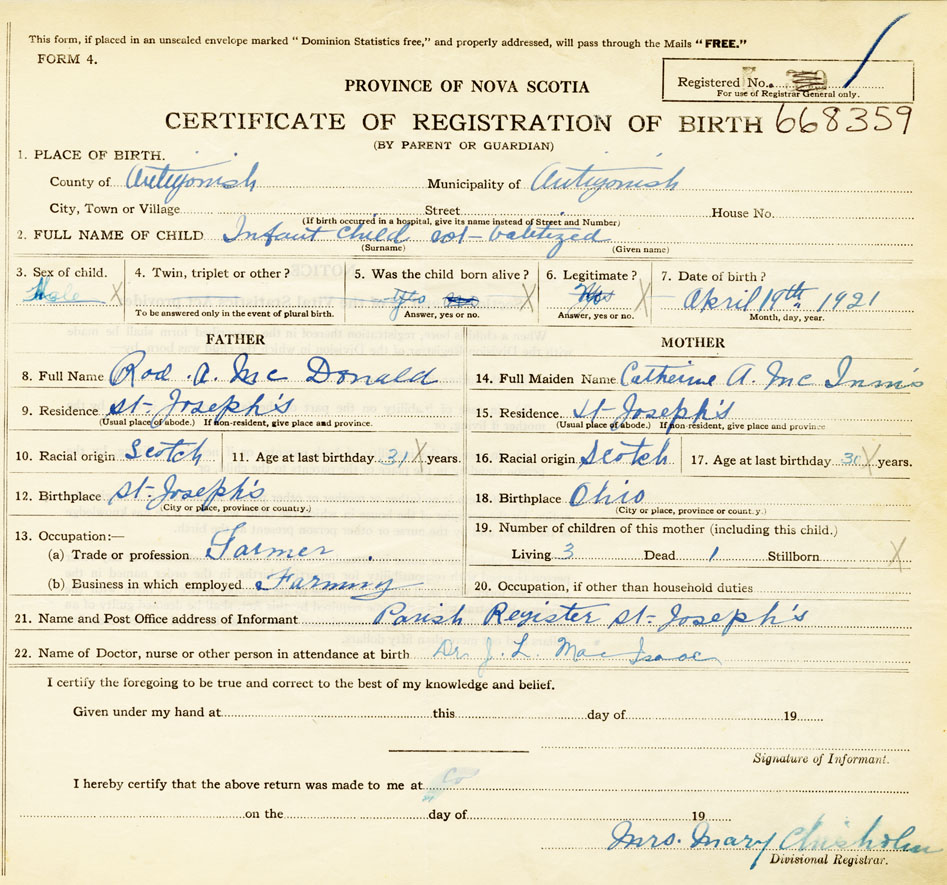 This form, if placed in an unsealed envelope marked "Dominion Statistics free," and properly addressed, will pass through the Mails "FREE."
FORM 4.
Registered No.
For use of Registrar General only.
PROVINCE OF NOVA SCOTIA
CERTIFICATE OF REGISTRATION OF BIRTH 668359
(BY PARENT OR GUARDIAN)
1. PLACE OF BIRTH.
County of Antigonish Municipality of Antigonish
City, Town or Village Street House No.
(If birth occurred in a hospital, give its name instead of Street and Number)
2. FULL NAME OF CHILD Infant child not-babtized
(Surname) (Given name)
3. Sex of child. 4. Twin, triplet or other? 5. Was the child born alive? 6. Legitimate? 7. Date of birth?
Male X yes X Yes X April 19th 1921
To be answered only in the event of plural birth. Answer, yes or no. Answer, yes or no. Month, day, year.
FATHER MOTHER
8. Full Name Rod. A. Mc Donald 14. Full Maiden Name Catherine A. Mc Innis
9. Residence St-Joseph's 15. Residence St-Joseph's
(Usual place of abode.) If non-resident, give place and province. (Usual place of abode.) If non-resident, give place and province
10. Racial origin Scotch 11. Age at last birthday 31 X years. 16. Racial origin Scotch 17. Age at last birthday 30 X years.
12. Birthplace St-Joseph's 18. Birthplace Ohio
(City or place, province or country.) (City or place, province or country.)
13. Occupation:— 19. Number of children of this mother (including this child.)
(a) Trade or profession Farmer Living 3 Dead 1 Stillborn X
(b) Business in which employed Farming 20. Occupation, if other than household duties
21. Name and Post Office address of Informant Parish Register St-Joseph's
22. Name of Doctor, nurse or other person in attendance at birth Dr. J. L. Mac Isaac
I certify the foregoing to be true and correct to the best of my knowledge and belief.
Given under my hand at this day of 19
Signature of Informant.
I hereby certify that the above return was made to me at
on the day of 19
Mrs. Mary Chisholm
Divisional Registrar.